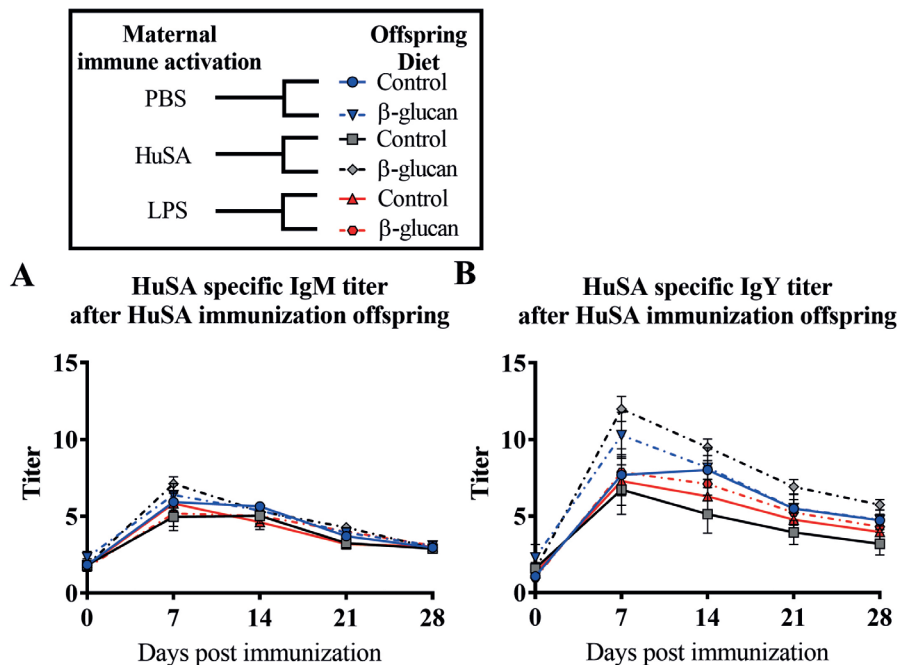 Maternal
immune activation
Offspring
Diet
PBS
Control
β-glucan
HuSA
Control
β-glucan
LPS
Control
β-glucan
A
HuSA specific IgM titer
after HuSA immunization offspring
15
10
5
0
Titer
0 7 14 21 28
Days post immunization
B
HuSA specific IgY titer
after HuSA immunization offspring
15
10
5
0
Titer
0 7 14 21 28
Days post immunization